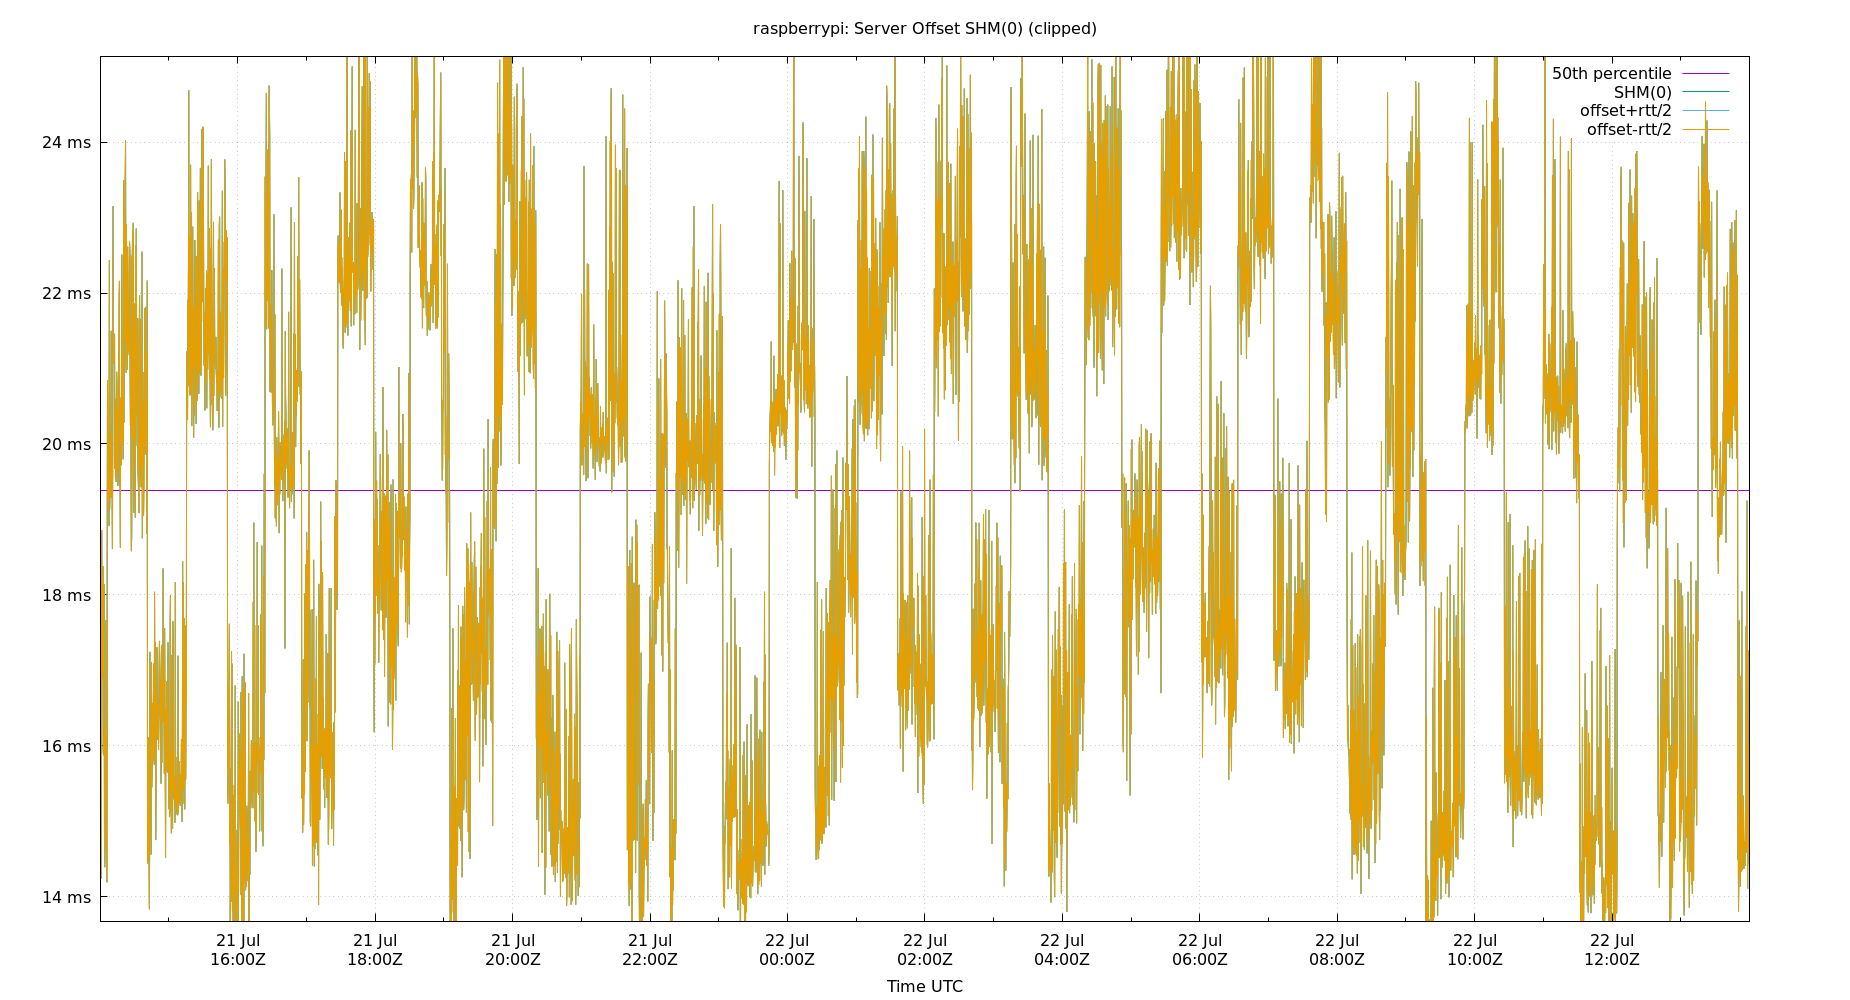 raspberrypi: Server Offset SHM(0) (clipped)
50th percentile
SHM(0)
offset+rtt/2
offset-rtt/2
24 ms
22 ms
20 ms
18 ms
16 ms
14 ms
21 Jul 21 Jul 21 Jul 21 Jul 22 Jul 22 Jul 22 Jul 22 Jul 22 Jul 22 Jul 22 Jul
16:00Z 18:00Z 20:00Z 22:00Z 00:00Z 02:00Z 04:00Z 06:00Z 08:00Z 10:00Z 12:00Z
Time UTC